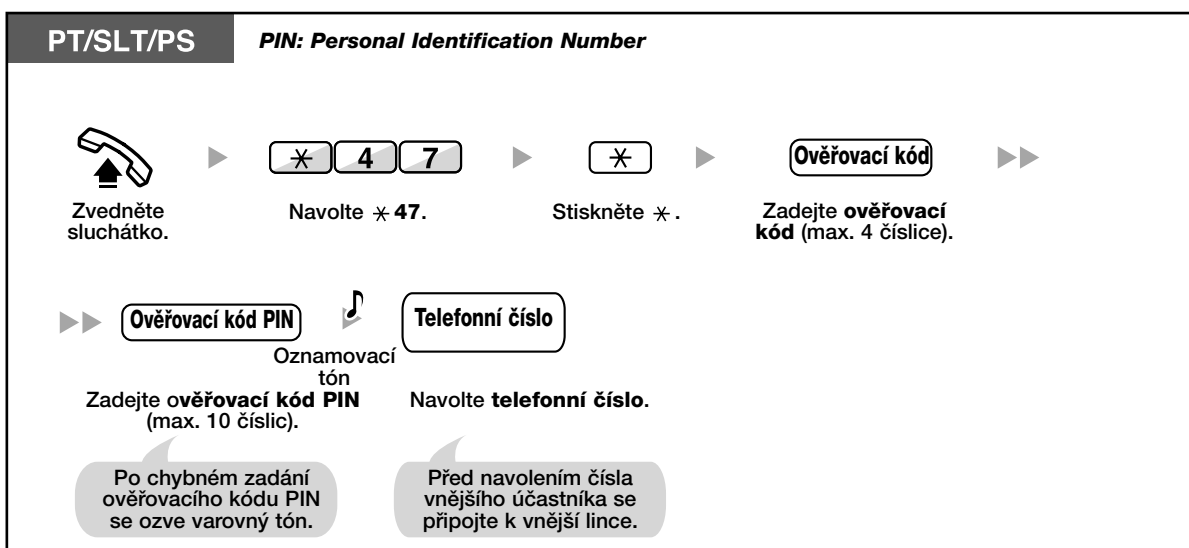 PT/SLT/PS
PIN: Personal Identification Number
* 4 7
*
Ověřovací kód
Zvedněte
sluchátko.
Navolte * 47.
Stiskněte * .
Zadejte ověřovací
kód (max. 4 číslice).
Ověřovací kód PIN
Telefonní číslo
Oznamovací
tón
Zadejte ověřovací kód PIN
(max. 10 číslic).
Navolte telefonní číslo.
Po chybném zadání
ověřovacího kódu PIN
se ozve varovný tón.
Před navolením čísla
vnějšího účastníka se
připojte k vnější lince.